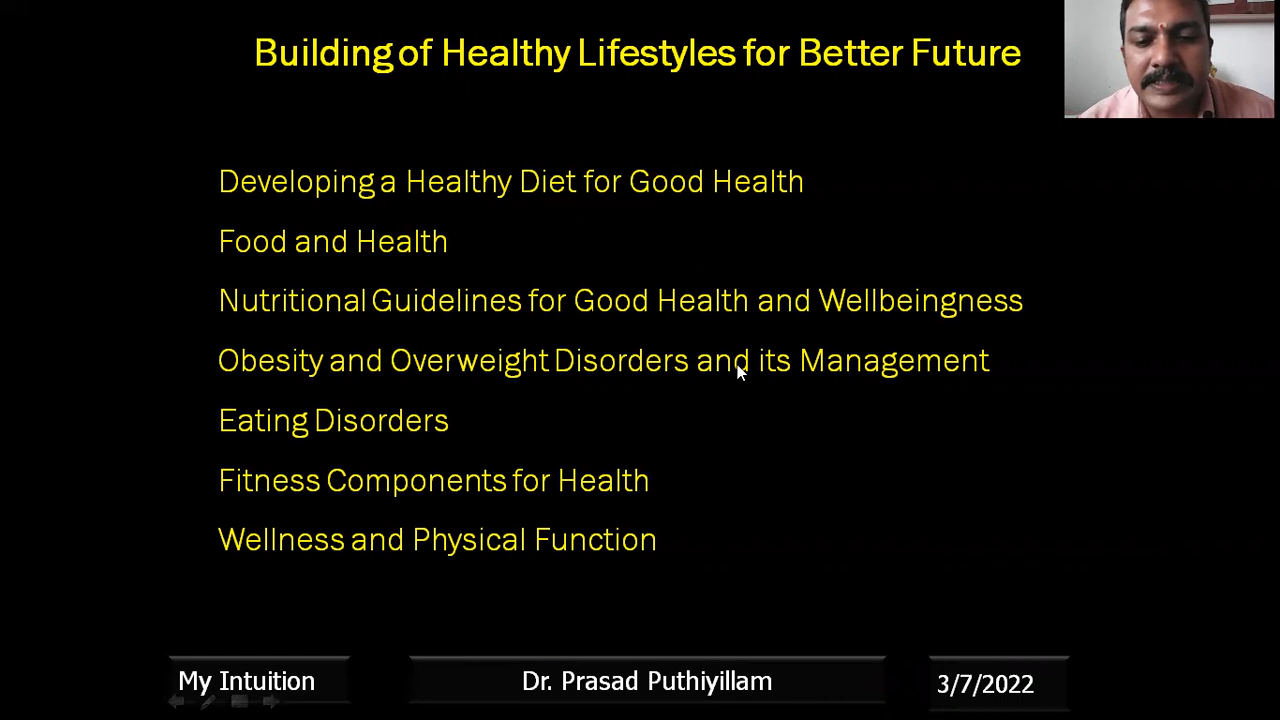 Building of Healthy Lifestyles for Better Future
Developing a Healthy Diet for Good Health
Food and Health
Nutritional Guidelines for Good Health and Wellbeingness
Obesity and Overweight Disorders and its Management
Eating Disorders
Fitness Components for Health
Wellness and Physical Function
My Intuition
Dr. Prasad Puthiyillam
3/7/2022